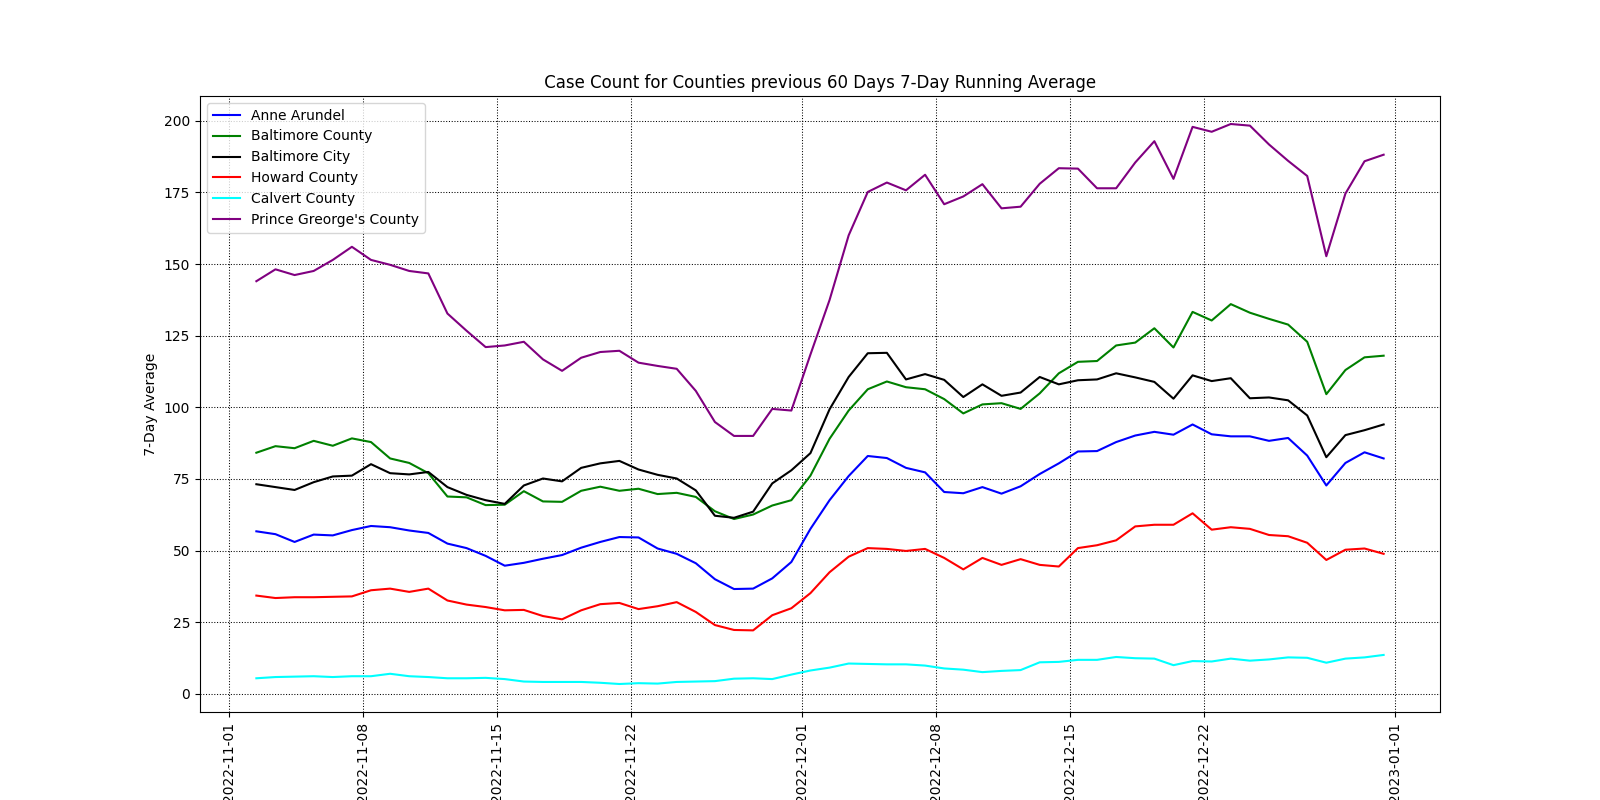 Case Count for Counties previous 60 Days 7-Day Running Average
Anne Arundel
Baltimore County
Baltimore City
Howard County
Calvert County
Prince Greorge's County
7-Day Average
200
175
150
125
100
75
50
25
0
2022-11-01
2022-11-08
2022-11-15
2022-11-22
2022-12-01
2022-12-08
2022-12-15
2022-12-22
2023-01-01